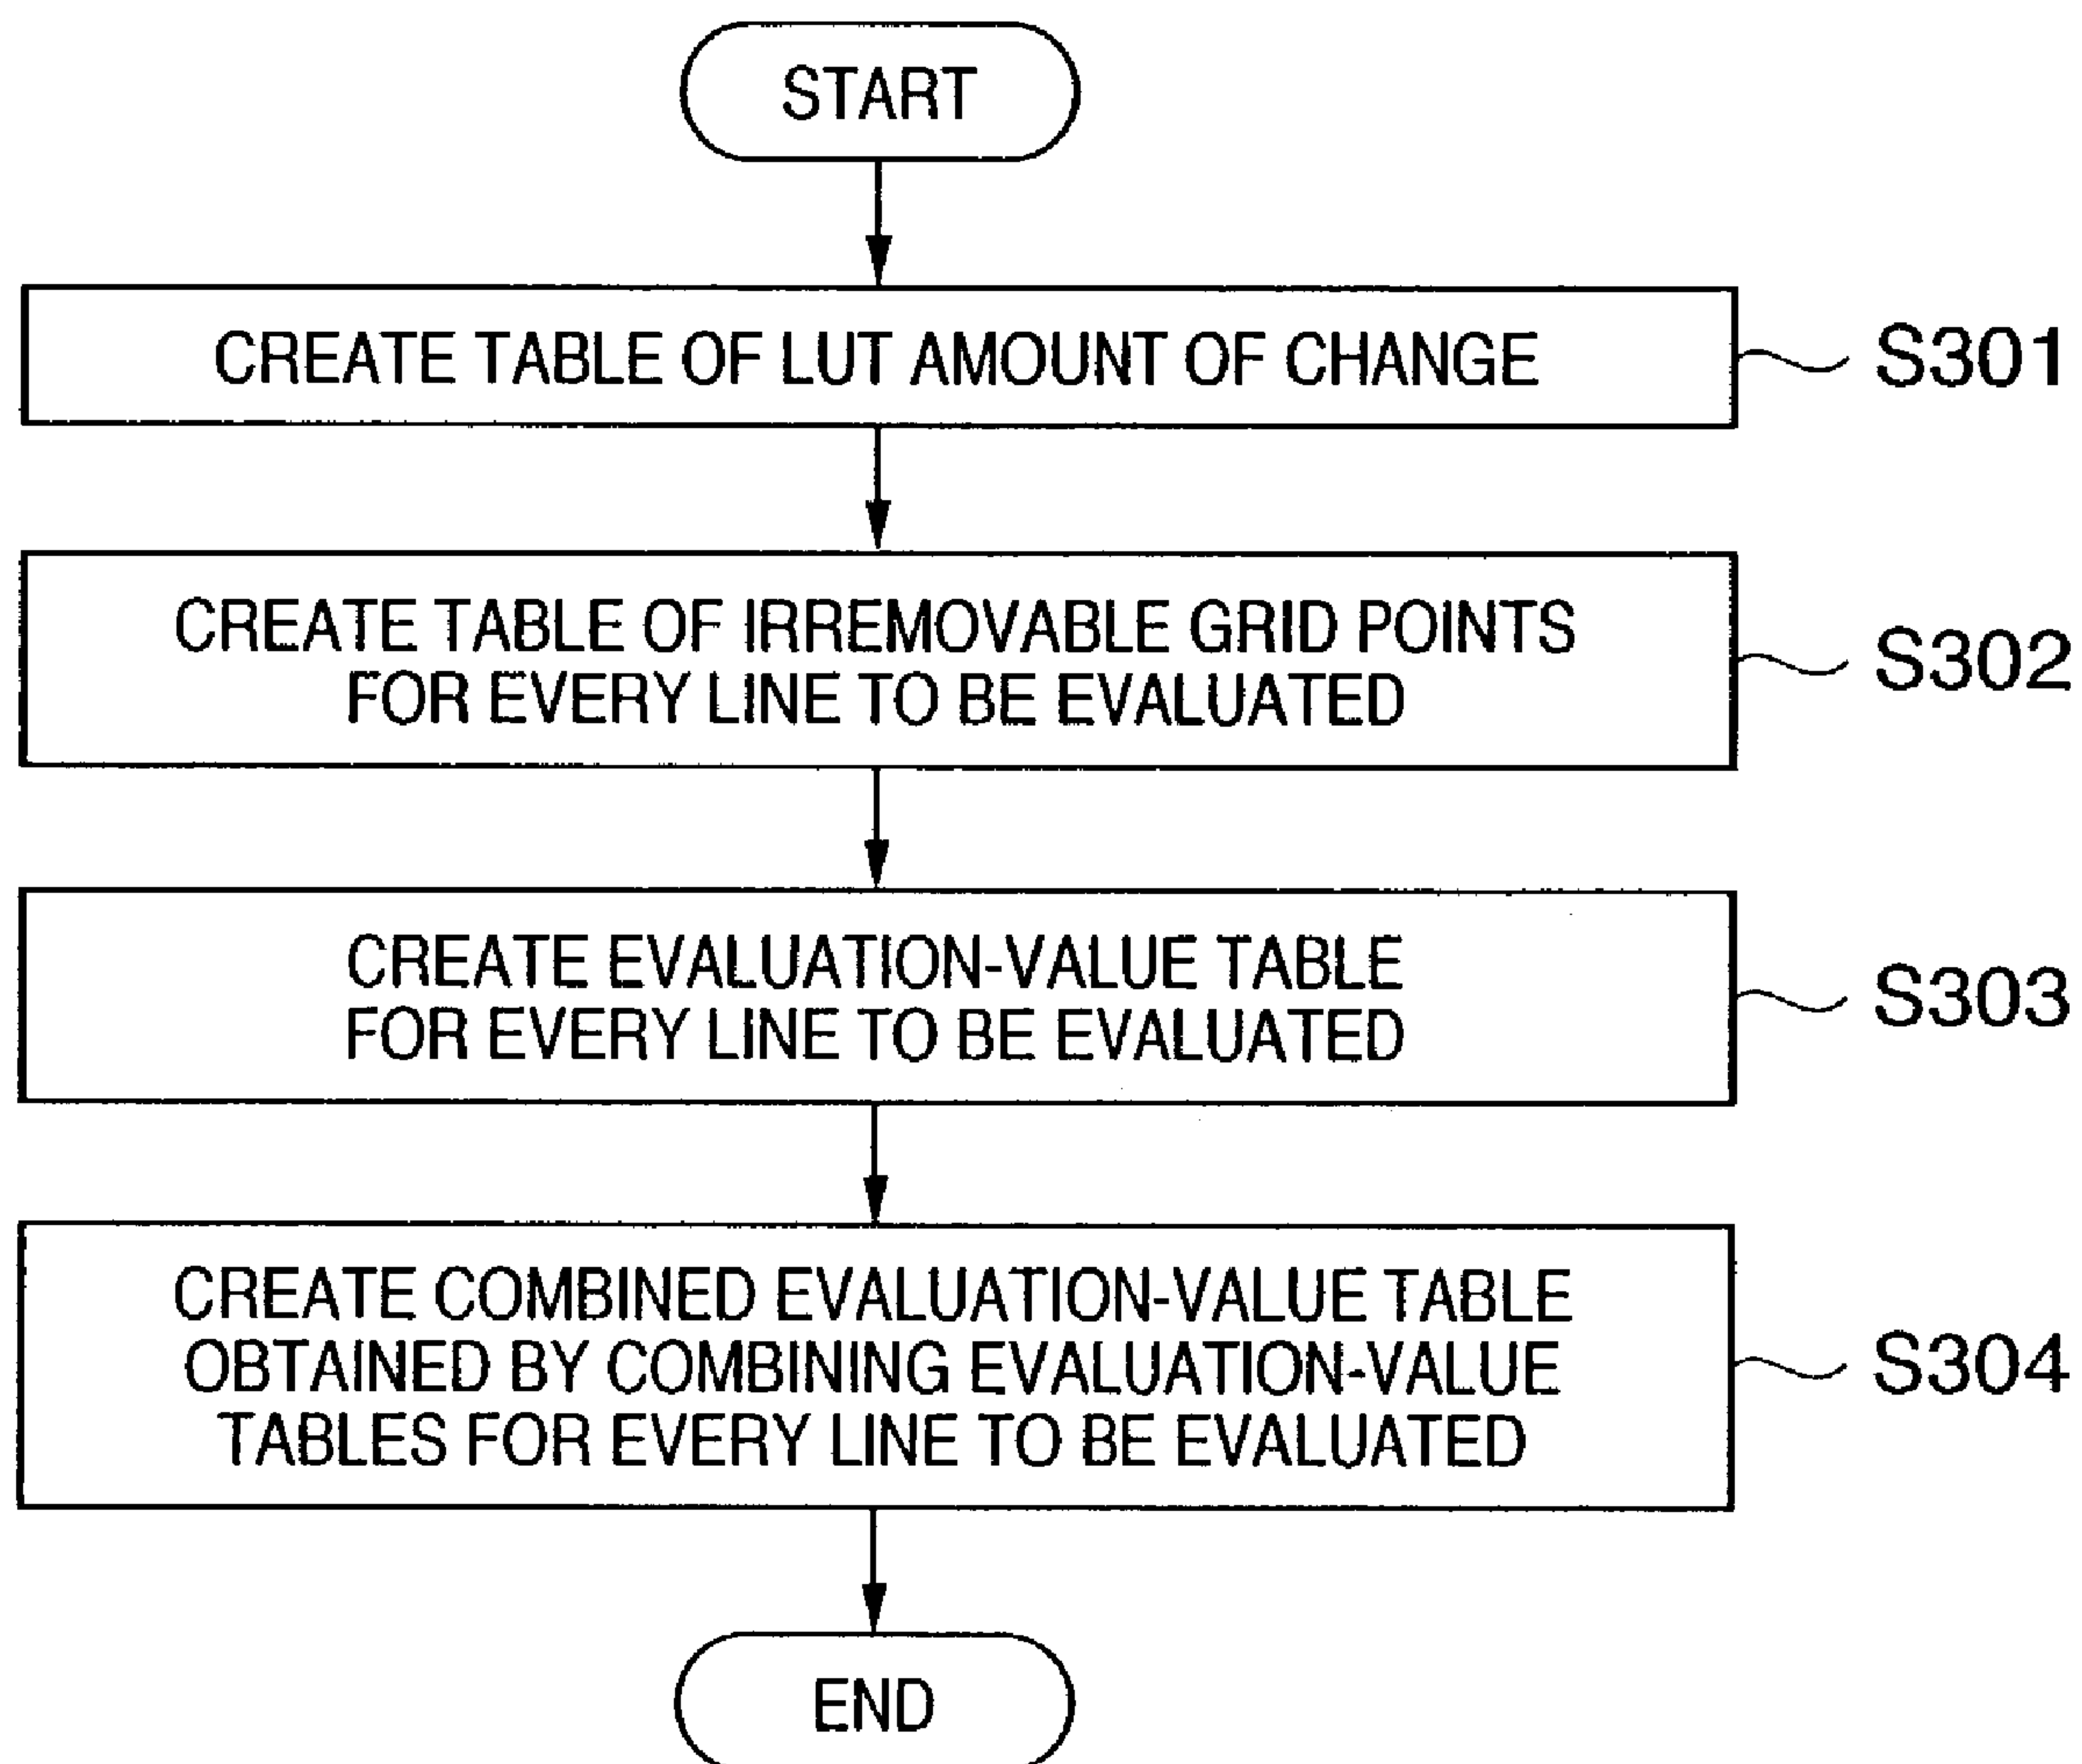 START
CREATE TABLE OF LUT AMOUNT OF CHANGE
S301
CREATE TABLE OF IRREMOVABLE GRID POINTS
FOR EVERY LINE TO BE EVALUATED
S302
CREATE EVALUATION-VALUE TABLE
FOR EVERY LINE TO BE EVALUATED
S303
CREATE COMBINED EVALUATION-VALUE TABLE
OBTAINED BY COMBINING EVALUATION-VALUE
TABLES FOR EVERY LINE TO BE EVALUATED
S304
END